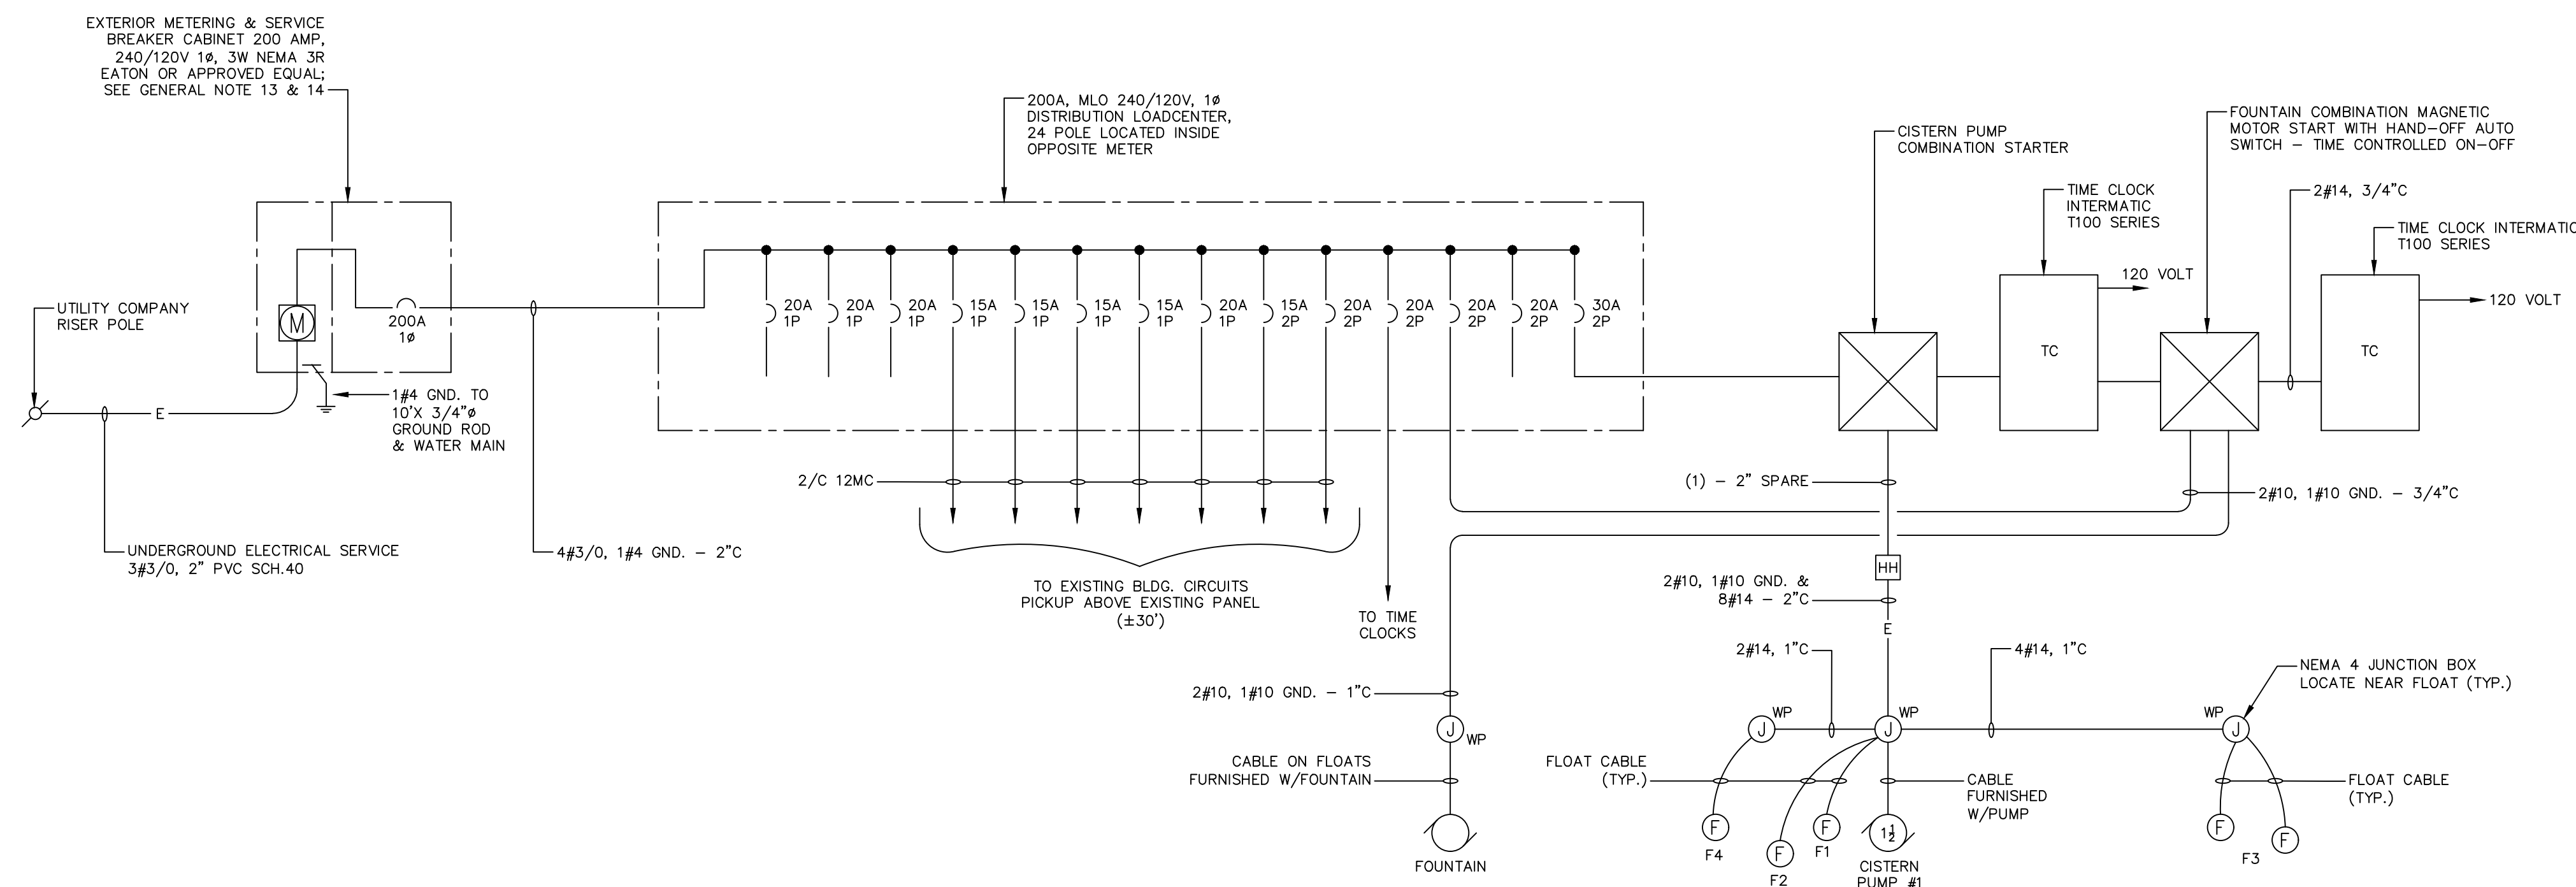 EXTERIOR METERING & SERVICE
BREAKER CABINET 200 AMP,
240/120V 1ø, 3W NEMA 3R
EATON OR APPROVED EQUAL;
SEE GENERAL NOTE 13 & 14
200A, MLO 240/120V, 1ø
DISTRIBUTION LOADCENTER,
24 POLE LOCATED INSIDE
OPPOSITE METER
CISTERN PUMP
COMBINATION STARTER
FOUNTAIN COMBINATION MAGNETIC
MOTOR START WITH HAND-OFF AUTO
SWITCH - TIME CONTROLLED ON-OFF
TIME CLOCK
INTERMATIC
T100 SERIES
2#14, 3/4"C
TIME CLOCK INTERMATIC
T100 SERIES
120 VOLT
120 VOLT
UTILITY COMPANY
RISER POLE
M
200A
1ø
20A
1P
20A
1P
20A
1P
15A
1P
15A
1P
15A
1P
15A
1P
20A
1P
15A
2P
20A
2P
20A
2P
20A
2P
20A
2P
30A
2P
TC
TC
E
1#4 GND. TO
10'X 3/4"ø
GROUND ROD
& WATER MAIN
2/C 12MC
(1) - 2" SPARE
2#10, 1#10 GND. - 3/4"C
UNDERGROUND ELECTRICAL SERVICE
3#3/0, 2" PVC SCH.40
4#3/0, 1#4 GND. - 2"C
TO EXISTING BLDG. CIRCUITS
PICKUP ABOVE EXISTING PANEL
(±30')
TO TIME
CLOCKS
HH
2#10, 1#10 GND. &
8#14 - 2"C
E
2#14, 1"C
4#14, 1"C
NEMA 4 JUNCTION BOX
LOCATE NEAR FLOAT (TYP.)
2#10, 1#10 GND. - 1"C
J
WP
J
WP
J
WP
WP
J
CABLE ON FLOATS
FURNISHED W/FOUNTAIN
FLOAT CABLE
(TYP.)
CABLE
FURNISHED
W/PUMP
FLOAT CABLE
(TYP.)
F
F4
F
F2
F
F1
1½
F
F
F3
FOUNTAIN
CISTERN
PUMP #1